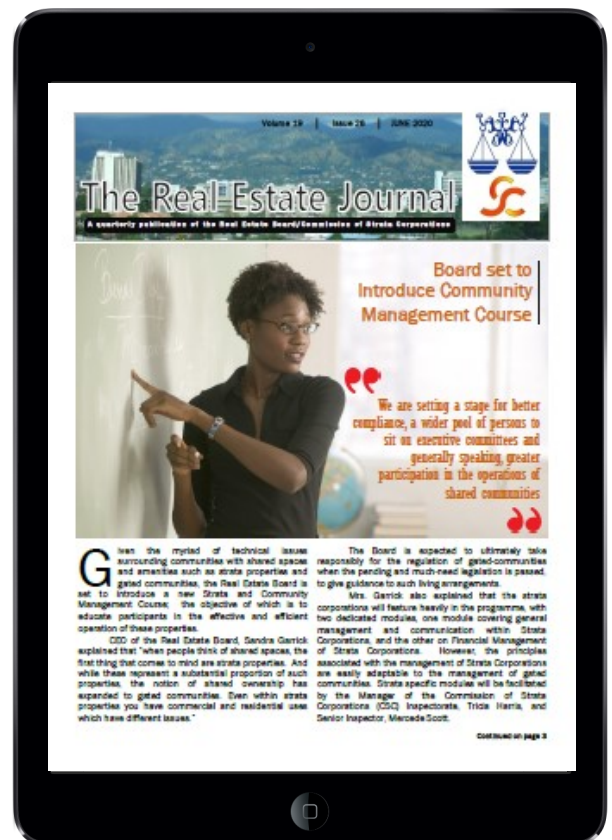 Volume 19 | Issue 26 | JUNE 2020
The Real Estate Journal
A quarterly publication of the Real Estate Board/Commission of Strata Corporations
Board set to
Introduce Community
Management Course
We are setting a stage for better
compliance, a wider pool of persons to
sit on executive committees and
generally speaking, greater
participation in the operations of
shared communities
Given the myriad of technical issues
surrounding communities with shared spaces
and amenities such as strata properties and
gated communities, the Real Estate Board is
set to introduce a new Strata and Community
Management Course; the objective of which is to
educate participants in the effective and efficient
operation of these properties.
CEO of the Real Estate Board, Sandra Garrick
explained that "when people think of shared spaces, the
first thing that comes to mind are strata properties. And
while these represent a substantial proportion of such
properties, the notion of shared ownership has
expanded to gated communities. Even within strata
properties you have commercial and residential uses
which have different issues."
The Board is expected to ultimately take
responsibly for the regulation of gated-communities
when the pending and much-need legislation is passed,
to give guidance to such living arrangements.
Mrs. Garrick also explained that the strata
corporations will feature heavily in the programme, with
two dedicated modules, one module covering general
management and communication within Strata
Corporations, and the other on Financial Management
of Strata Corporations. However, the principles
associated with the management of Strata Corporations
are easily adaptable to the management of gated
communities. Strata specific modules will be facilitated
by the Manager of the Commission of Strata
Corporations (CSC) Inspectorate, Tricia Harris, and
Senior Inspector, Mercede Scott.
Continued on page 3